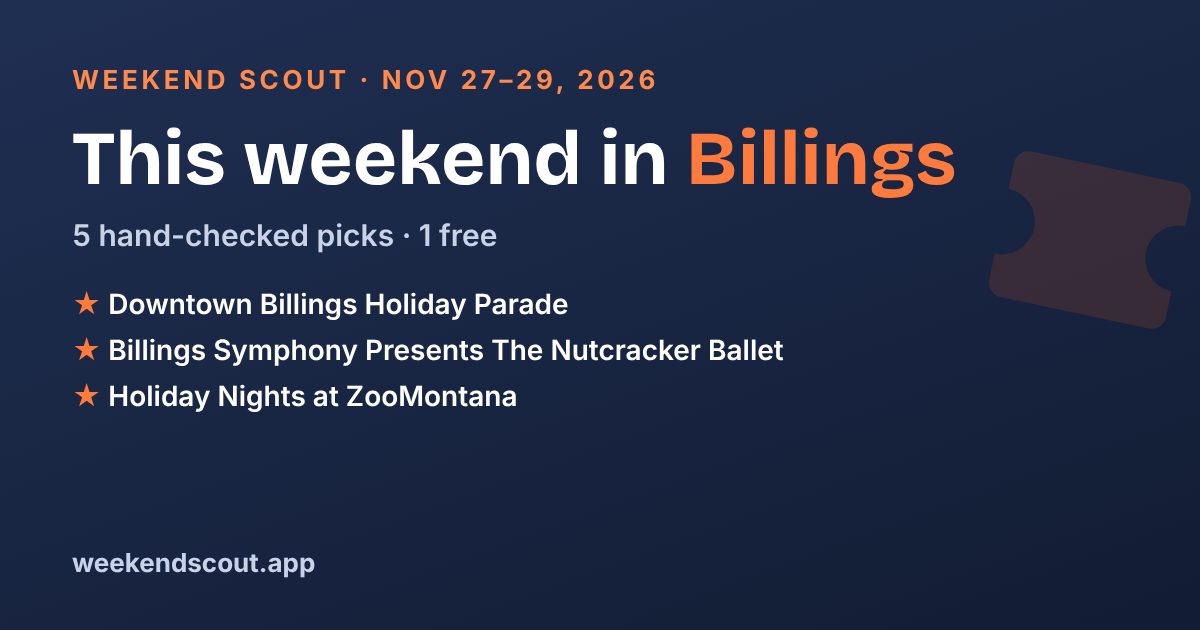 WEEKEND SCOUT · NOV 27–29, 2026
This weekend in Billings
5 hand-checked picks · 1 free
★ Downtown Billings Holiday Parade
★ Billings Symphony Presents The Nutcracker Ballet
★ Holiday Nights at ZooMontana
weekendscout.app